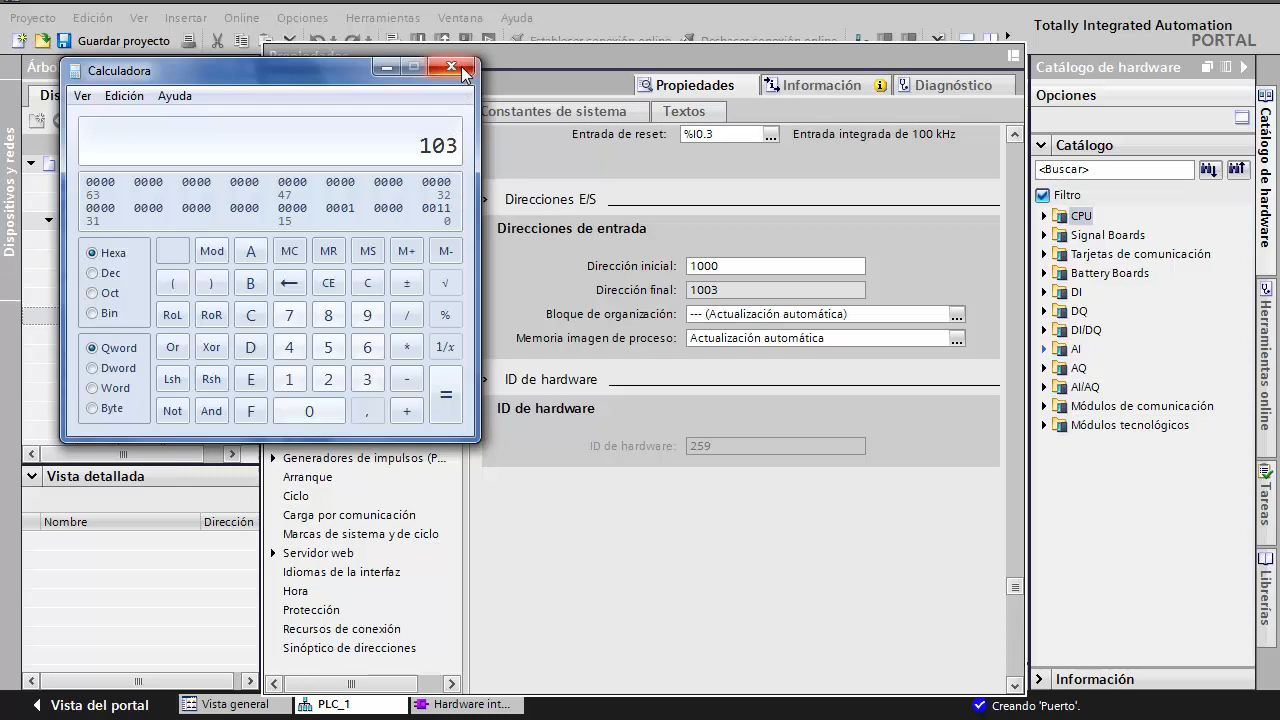 Proyecto Edición Ver Insertar Online Opciones Herramientas Ventana Ayuda
Totally Integrated Automation
PORTAL
Guardar proyecto
Establecer conexión online
Deshacer conexión online
Propiedades
Calculadora
Ver Edición Ayuda
103
0000 0000 0000 0000 0000 0000 0000 0000
63 47 32
0000 0000 0000 0000 0000 0001 0000 0011
31 15 0
Hexa
Dec
Oct
Bin
Qword
Dword
Word
Byte
Mod A MC MR MS M+ M-
( ) B ← CE C ± √
RoL RoR C 7 8 9 / %
Or Xor D 4 5 6 * 1/x
Lsh Rsh E 1 2 3 - =
Not And F 0 , +
Propiedades Información Diagnóstico
Constantes de sistema Textos
Entrada de reset: %I0.3 ... Entrada integrada de 100 kHz
Direcciones E/S
Direcciones de entrada
Dirección inicial: 1000
Dirección final: 1003
Bloque de organización: --- (Actualización automática) ...
Memoria imagen de proceso: Actualización automática ...
ID de hardware
ID de hardware
ID de hardware: 259
Generadores de impulsos (P...
Arranque
Ciclo
Carga por comunicación
Marcas de sistema y de ciclo
Servidor web
Idiomas de la interfaz
Hora
Protección
Recursos de conexión
Sinóptico de direcciones
Dispositivos y redes
Vista detallada
Nombre Dirección
Catálogo de hardware
Opciones
Catálogo
<Buscar>
Filtro
CPU
Signal Boards
Tarjetas de comunicación
Battery Boards
DI
DQ
DI/DQ
AI
AQ
AI/AQ
Módulos de comunicación
Módulos tecnológicos
Información
Catálogo de hardware
Herramientas online
Tareas
Librerías
Vista del portal
Vista general
PLC_1
Hardware int...
Creando 'Puerto'.